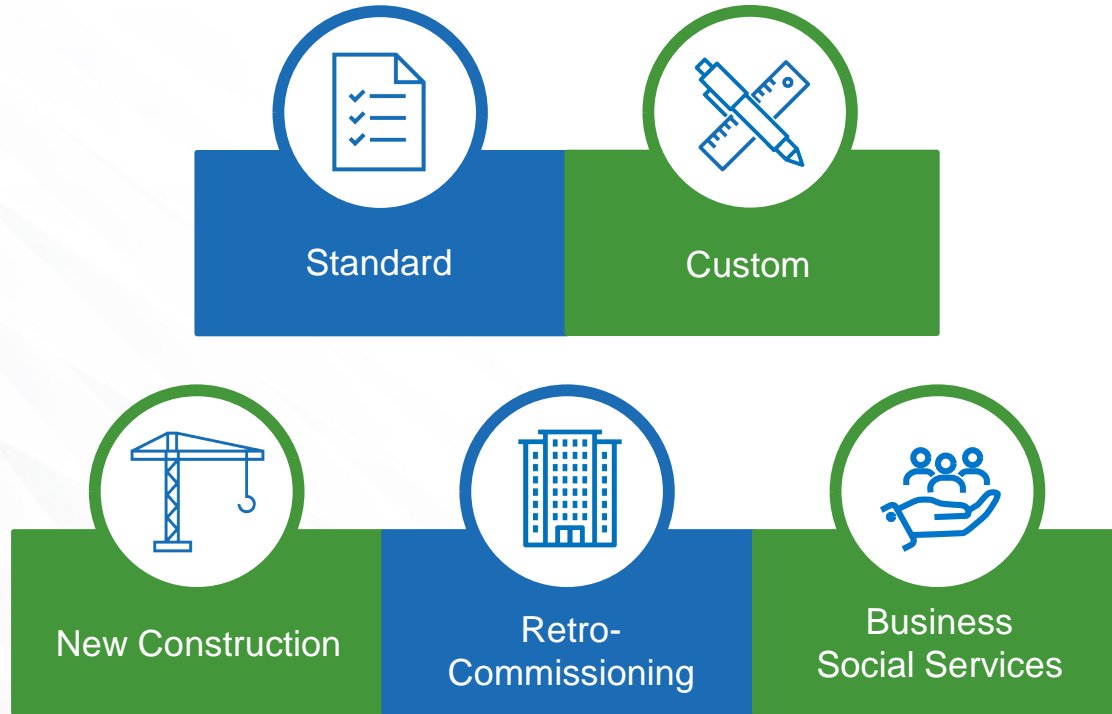 Standard
Custom
New Construction
Retro-
Commissioning
Business
Social Services